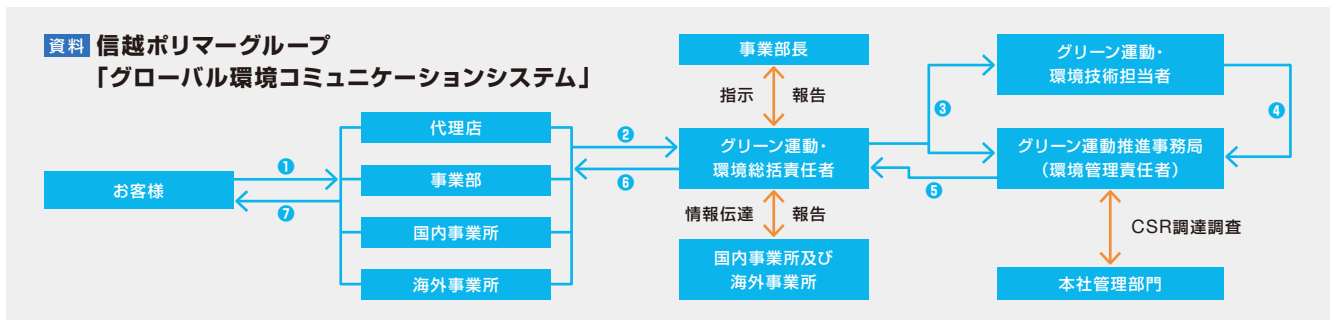 資料 信越ポリマーグループ
「グローバル環境コミュニケーションシステム」
お客様
❶
❼
代理店
事業部
国内事業所
海外事業所
❷
❻
事業部長
指示 報告
グリーン運動・
環境総括責任者
情報伝達 報告
国内事業所及び
海外事業所
❸
❺
グリーン運動・
環境技術担当者
❹
グリーン運動推進事務局
（環境管理責任者）
CSR調達調査
本社管理部門